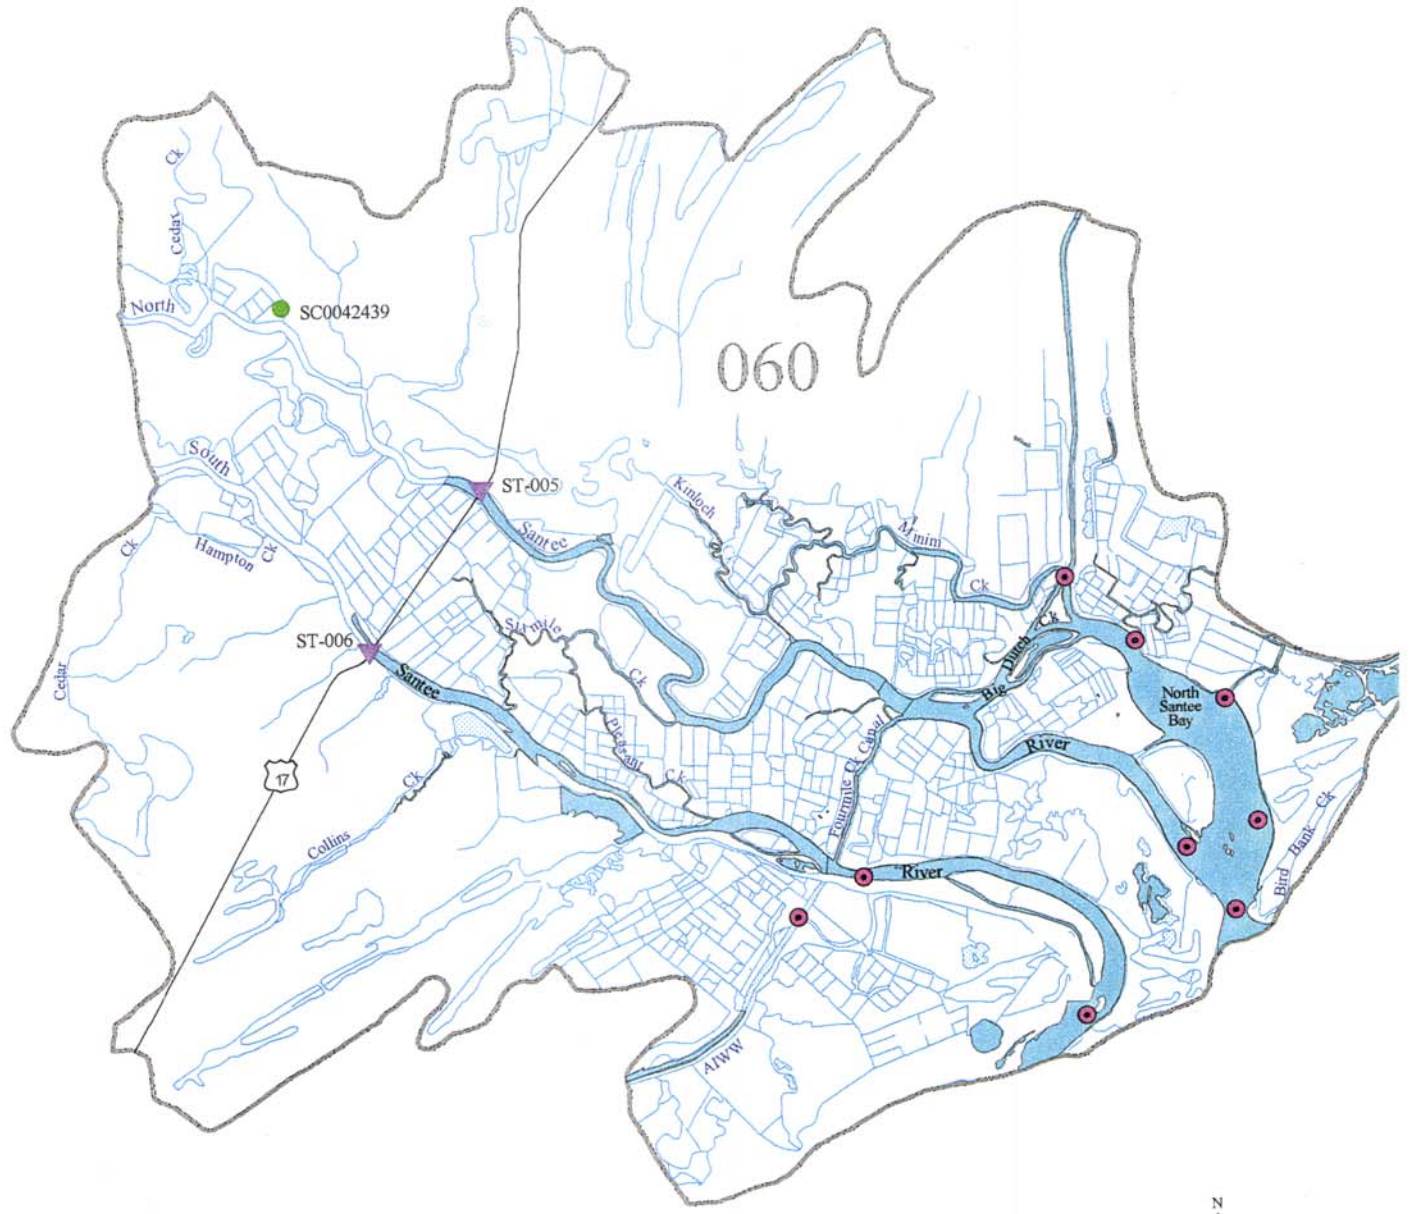 Ck
Cedar
North
SC0042439
060
South
ST-005
Kinloch
Santee
Minim
Ck
Hampton
Ck
Ck
Sixmile
Ck
ST-006
Santee
Cedar
Dutch
Ck
Big
North
Santee
Bay
River
Pleasant
Ck
Fourmile Ck Canal
17
Ck
Collins
River
Bird
Bank
Ck
AIWW
N